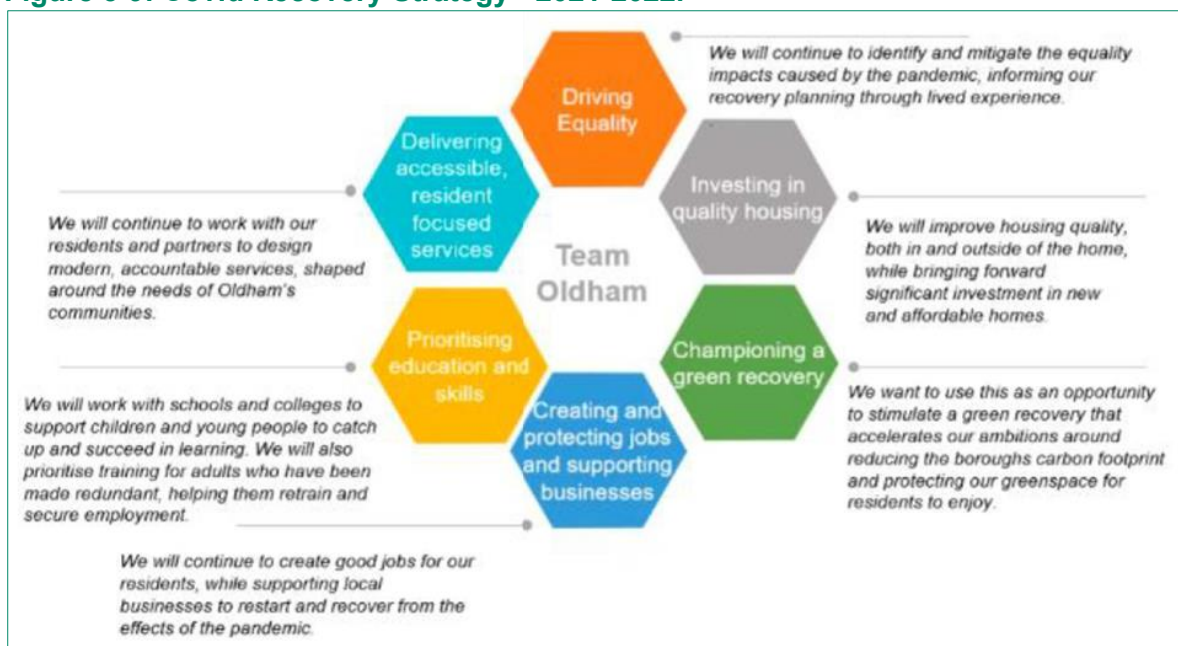 Figure Covid Recovery Strategy 2021-2022.
Driving
Equality
We will continue to identify and mitigate the equality
impacts caused by the pandemic, informing our
recovery planning through lived experience.
Delivering
accessible,
resident
focused
services
We will continue to work with our
residents and partners to design
modern, accountable services, shaped
around the needs of Oldham's
communities.
Investing in
quality housing
We will improve housing quality,
both in and outside of the home,
while bringing forward
significant investment in new
and affordable homes.
Team
Oldham
Prioritising
education and
skills
We will work with schools and colleges to
support children and young people to catch
up and succeed in learning. We will also
prioritise training for adults who have been
made redundant, helping them retrain and
secure employment.
Championing a
green recovery
We want to use this as an opportunity
to stimulate a green recovery that
accelerates our ambitions around
reducing the boroughs carbon footprint
and protecting our greenspace for
residents to enjoy.
Creating and
protecting jobs
and supporting
businesses
We will continue to create good jobs for our
residents, while supporting local
businesses to restart and recover from the
effects of the pandemic.